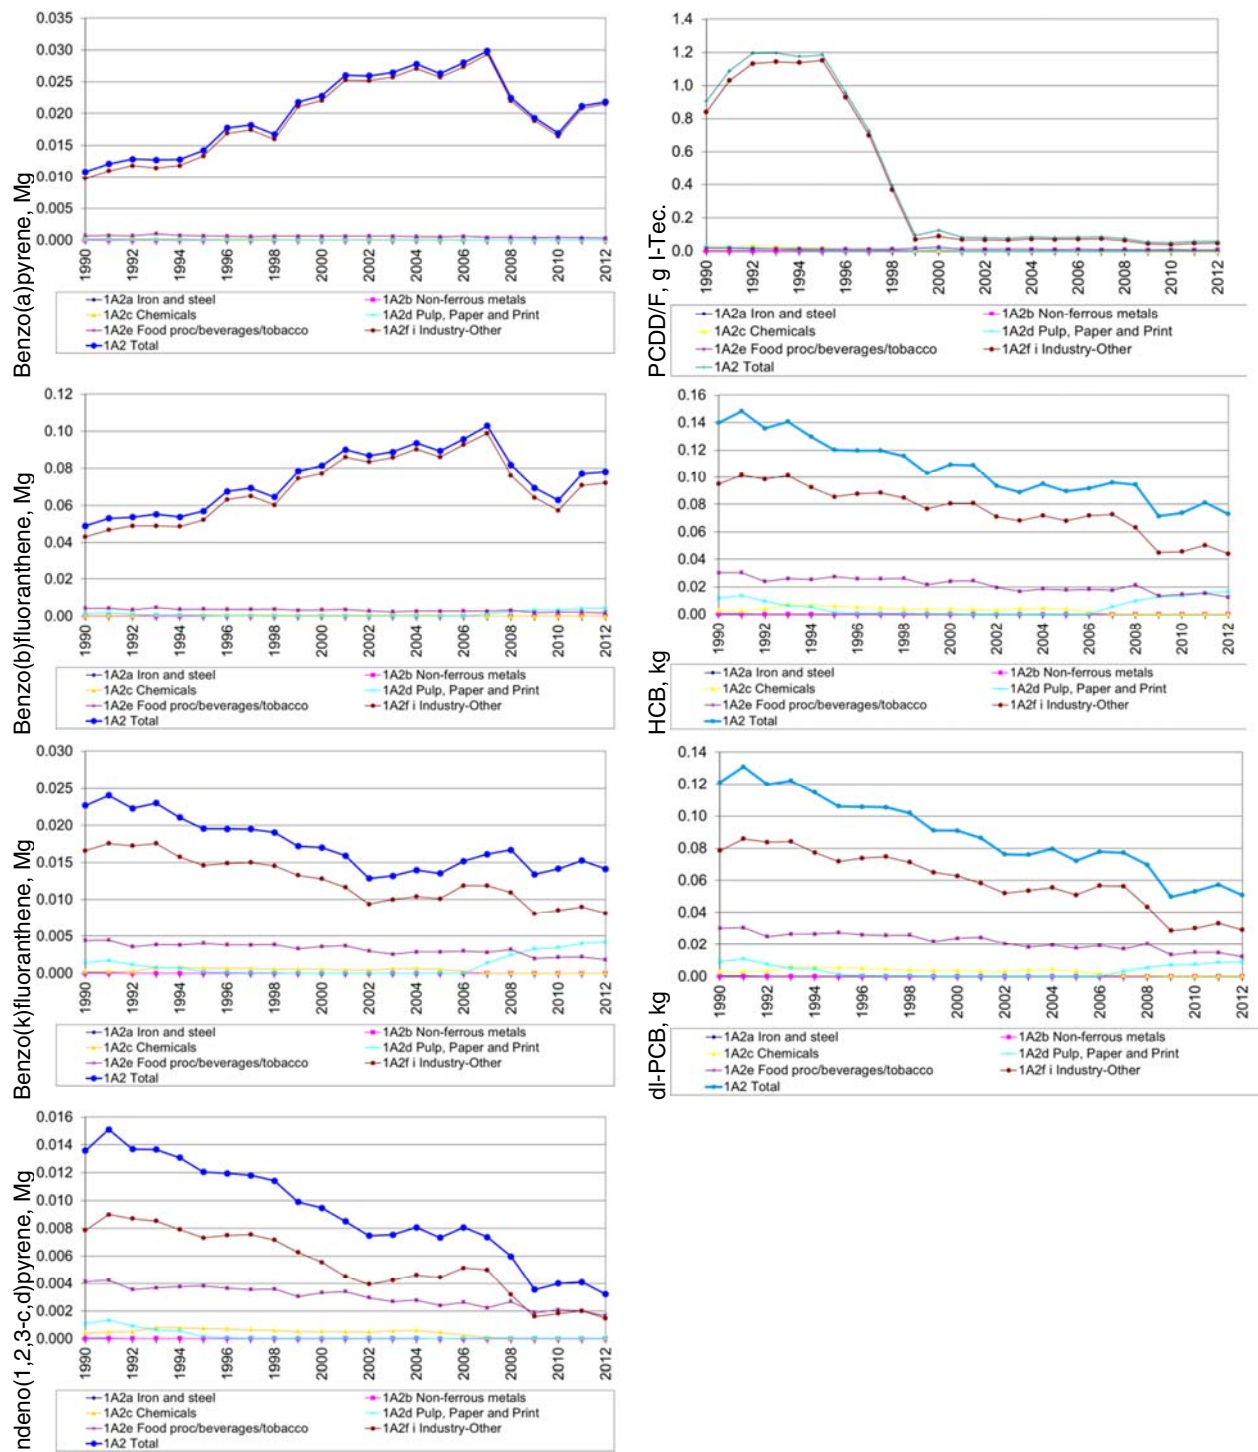 Benzo(a)pyrene, Mg
0.035
0.030
0.025
0.020
0.015
0.010
0.005
0.000
1990 1992 1994 1996 1998 2000 2002 2004 2006 2008 2010 2012
1A2a Iron and steel 1A2b Non-ferrous metals
1A2c Chemicals 1A2d Pulp, Paper and Print
1A2e Food proc/beverages/tobacco 1A2f i Industry-Other
1A2 Total
PCDD/F, g I-Tec.
1.4
1.2
1.0
0.8
0.6
0.4
0.2
0.0
1990 1992 1994 1996 1998 2000 2002 2004 2006 2008 2010 2012
1A2a Iron and steel 1A2b Non-ferrous metals
1A2c Chemicals 1A2d Pulp, Paper and Print
1A2e Food proc/beverages/tobacco 1A2f i Industry-Other
1A2 Total
Benzo(b)fluoranthene, Mg
0.12
0.10
0.08
0.06
0.04
0.02
0.00
1990 1992 1994 1996 1998 2000 2002 2004 2006 2008 2010 2012
1A2a Iron and steel 1A2b Non-ferrous metals
1A2c Chemicals 1A2d Pulp, Paper and Print
1A2e Food proc/beverages/tobacco 1A2f i Industry-Other
1A2 Total
HCB, kg
0.16
0.14
0.12
0.10
0.08
0.06
0.04
0.02
0.00
1990 1992 1994 1996 1998 2000 2002 2004 2006 2008 2010 2012
1A2a Iron and steel 1A2b Non-ferrous metals
1A2c Chemicals 1A2d Pulp, Paper and Print
1A2e Food proc/beverages/tobacco 1A2f i Industry-Other
1A2 Total
Benzo(k)fluoranthene, Mg
0.030
0.025
0.020
0.015
0.010
0.005
0.000
1990 1992 1994 1996 1998 2000 2002 2004 2006 2008 2010 2012
1A2a Iron and steel 1A2b Non-ferrous metals
1A2c Chemicals 1A2d Pulp, Paper and Print
1A2e Food proc/beverages/tobacco 1A2f i Industry-Other
1A2 Total
dl-PCB, kg
0.14
0.12
0.10
0.08
0.06
0.04
0.02
0.00
1990 1992 1994 1996 1998 2000 2002 2004 2006 2008 2010 2012
1A2a Iron and steel 1A2b Non-ferrous metals
1A2c Chemicals 1A2d Pulp, Paper and Print
1A2e Food proc/beverages/tobacco 1A2f i Industry-Other
1A2 Total
ndeno(1,2,3-c,d)pyrene, Mg
0.016
0.014
0.012
0.010
0.008
0.006
0.004
0.002
0.000
1990 1992 1994 1996 1998 2000 2002 2004 2006 2008 2010 2012
1A2a Iron and steel 1A2b Non-ferrous metals
1A2c Chemicals 1A2d Pulp, Paper and Print
1A2e Food proc/beverages/tobacco 1A2f i Industry-Other
1A2 Total